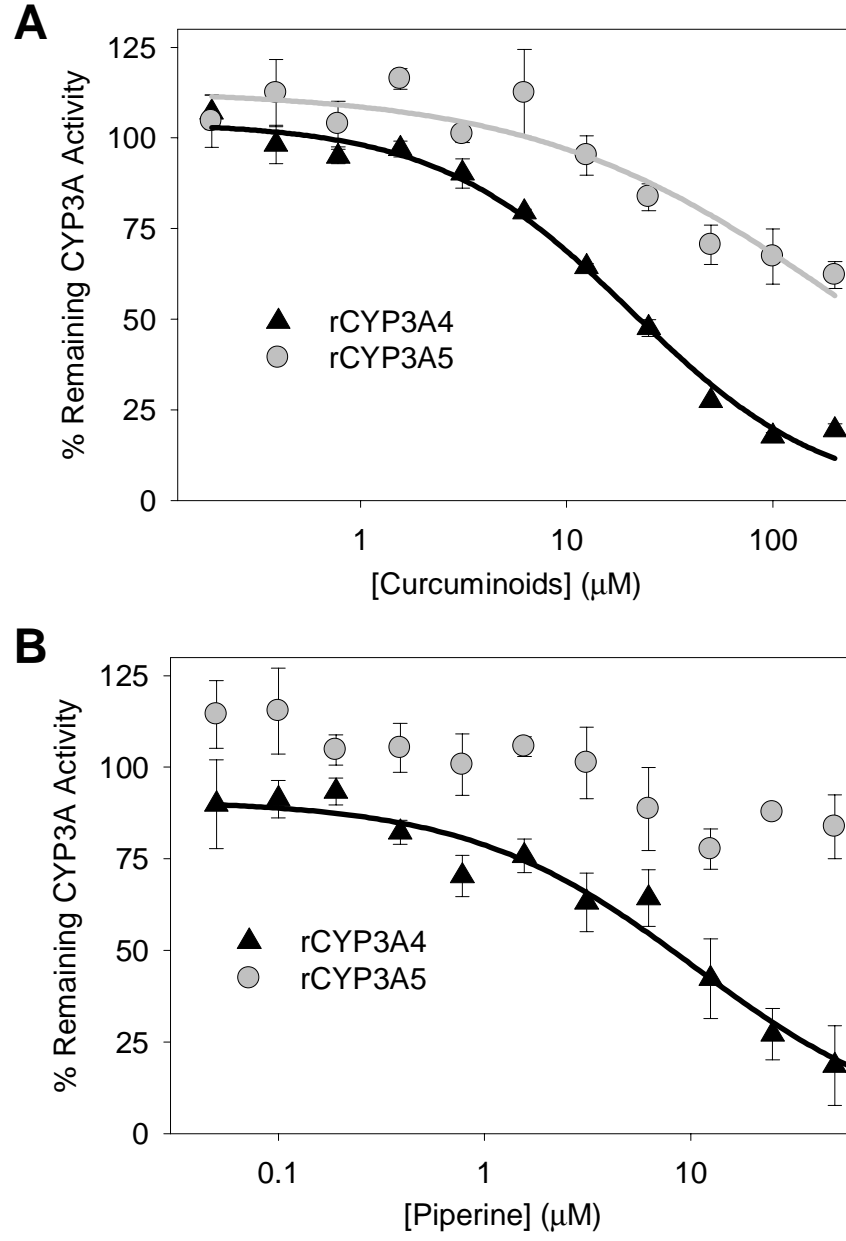 A
% Remaining CYP3A Activity
125
100
75
50
25
0
rCYP3A4
rCYP3A5
1
10
100
[Curcuminoids] (μM)
B
% Remaining CYP3A Activity
125
100
75
50
25
0
rCYP3A4
rCYP3A5
0.1
1
10
[Piperine] (μM)